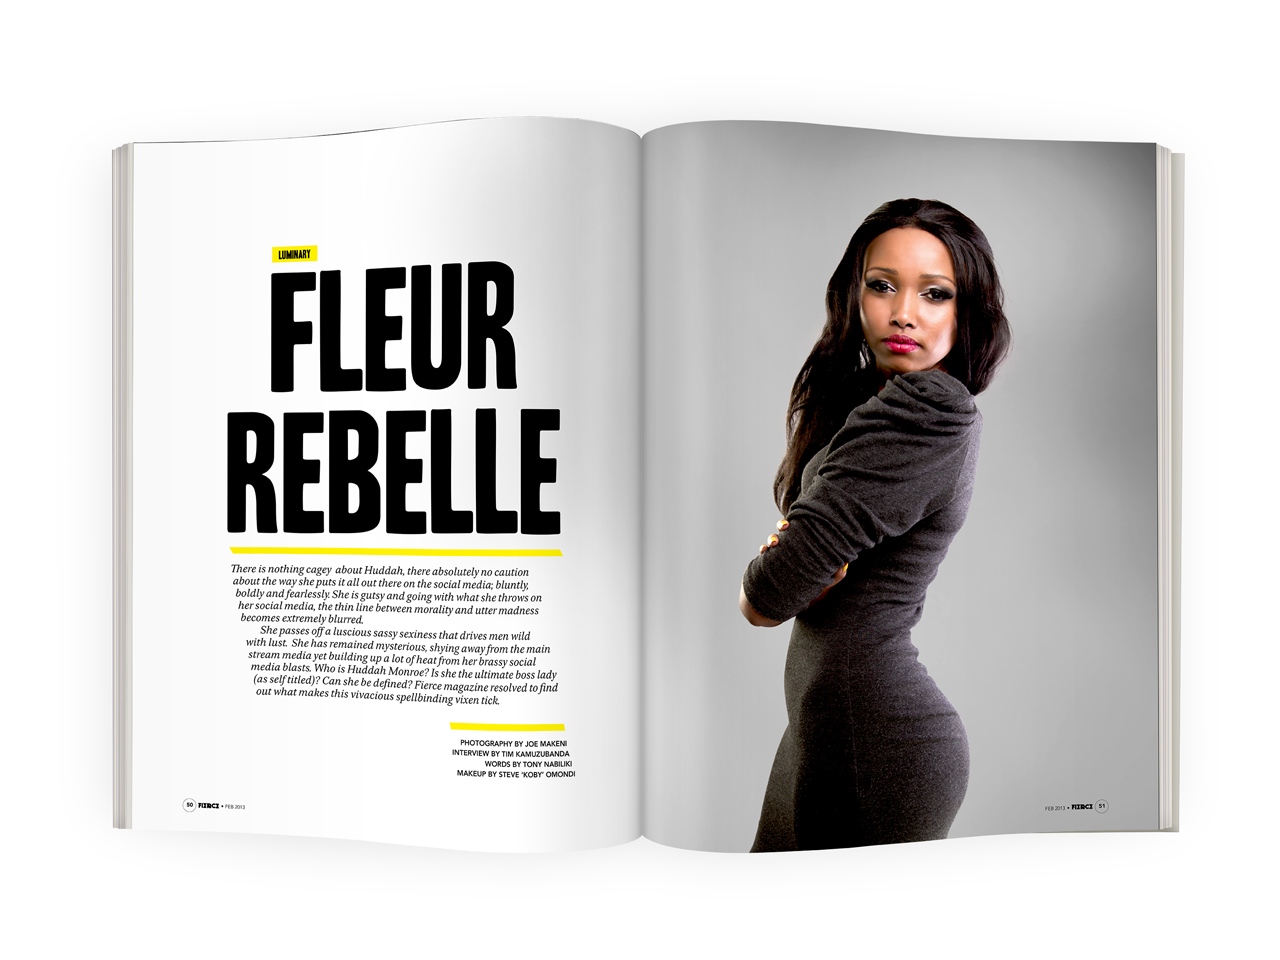 LUMINARY
FLEUR
REBELLE
There is nothing cagey about Huddah, there absolutely no caution
about the way she puts it all out there on the social media; bluntly,
boldly and fearlessly. She is gutsy and going with what she throws on
her social media, the thin line between morality and utter madness
becomes extremely blurred.
She passes off a luscious sassy sexiness that drives men wild
with lust. She has remained mysterious, shying away from the main
stream media yet building up a lot of heat from her brassy social
media blasts. Who is Huddah Monroe? Is she the ultimate boss lady
(as self titled)? Can she be defined? Fierce magazine resolved to find
out what makes this vivacious spellbinding vixen tick.
PHOTOGRAPHY BY JOE MAKENI
INTERVIEW BY TIM KAMUZUBANDA
WORDS BY TONY NABILIKI
MAKEUP BY STEVE 'KOBY' OMONDI
50 FIERCE • FEB 2013
FEB 2013 • FIERCE 51